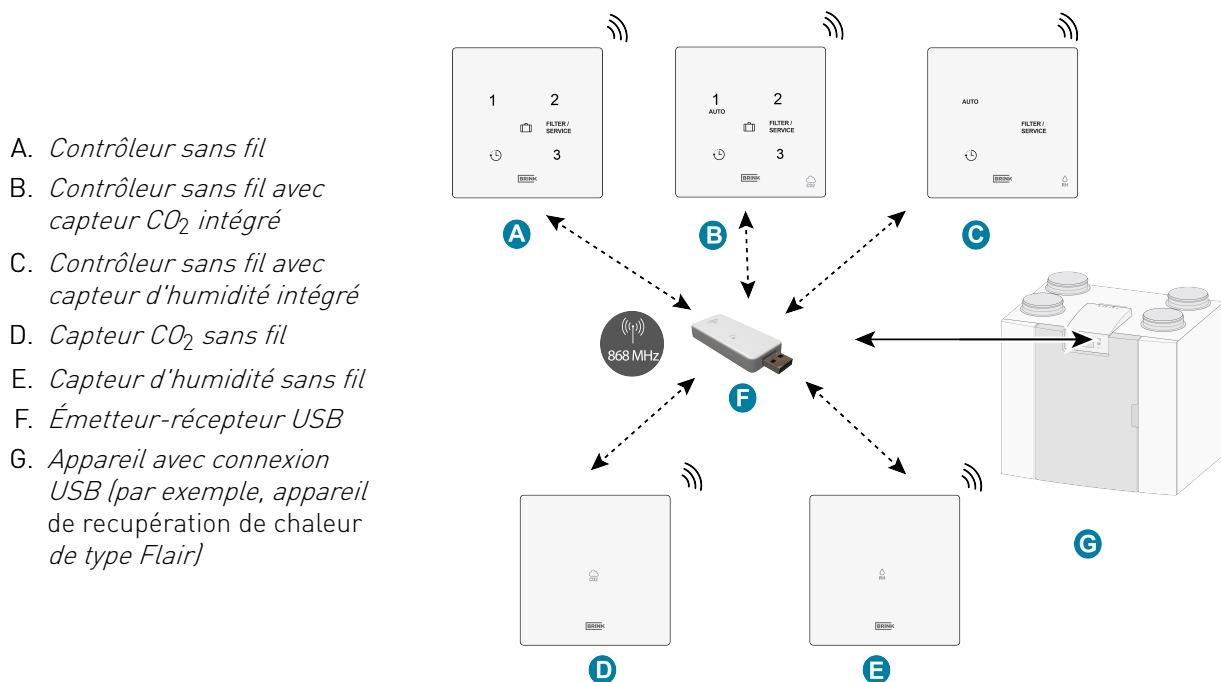 A. Contrôleur sans fil
B. Contrôleur sans fil avec
capteur CO2 intégré
C. Contrôleur sans fil avec
capteur d'humidité intégré
D. Capteur CO2 sans fil
E. Capteur d'humidité sans fil
F. Émetteur-récepteur USB
G. Appareil avec connexion
USB (par exemple, appareil
de recupération de chaleur
de type Flair)
1 2
FILTER /
SERVICE
3
BRINK
A
1 2
AUTO
FILTER /
SERVICE
3
BRINK
CO2
B
AUTO
FILTER /
SERVICE
BRINK
RH
C
868 MHz
F
G
CO2
BRINK
D
RH
BRINK
E